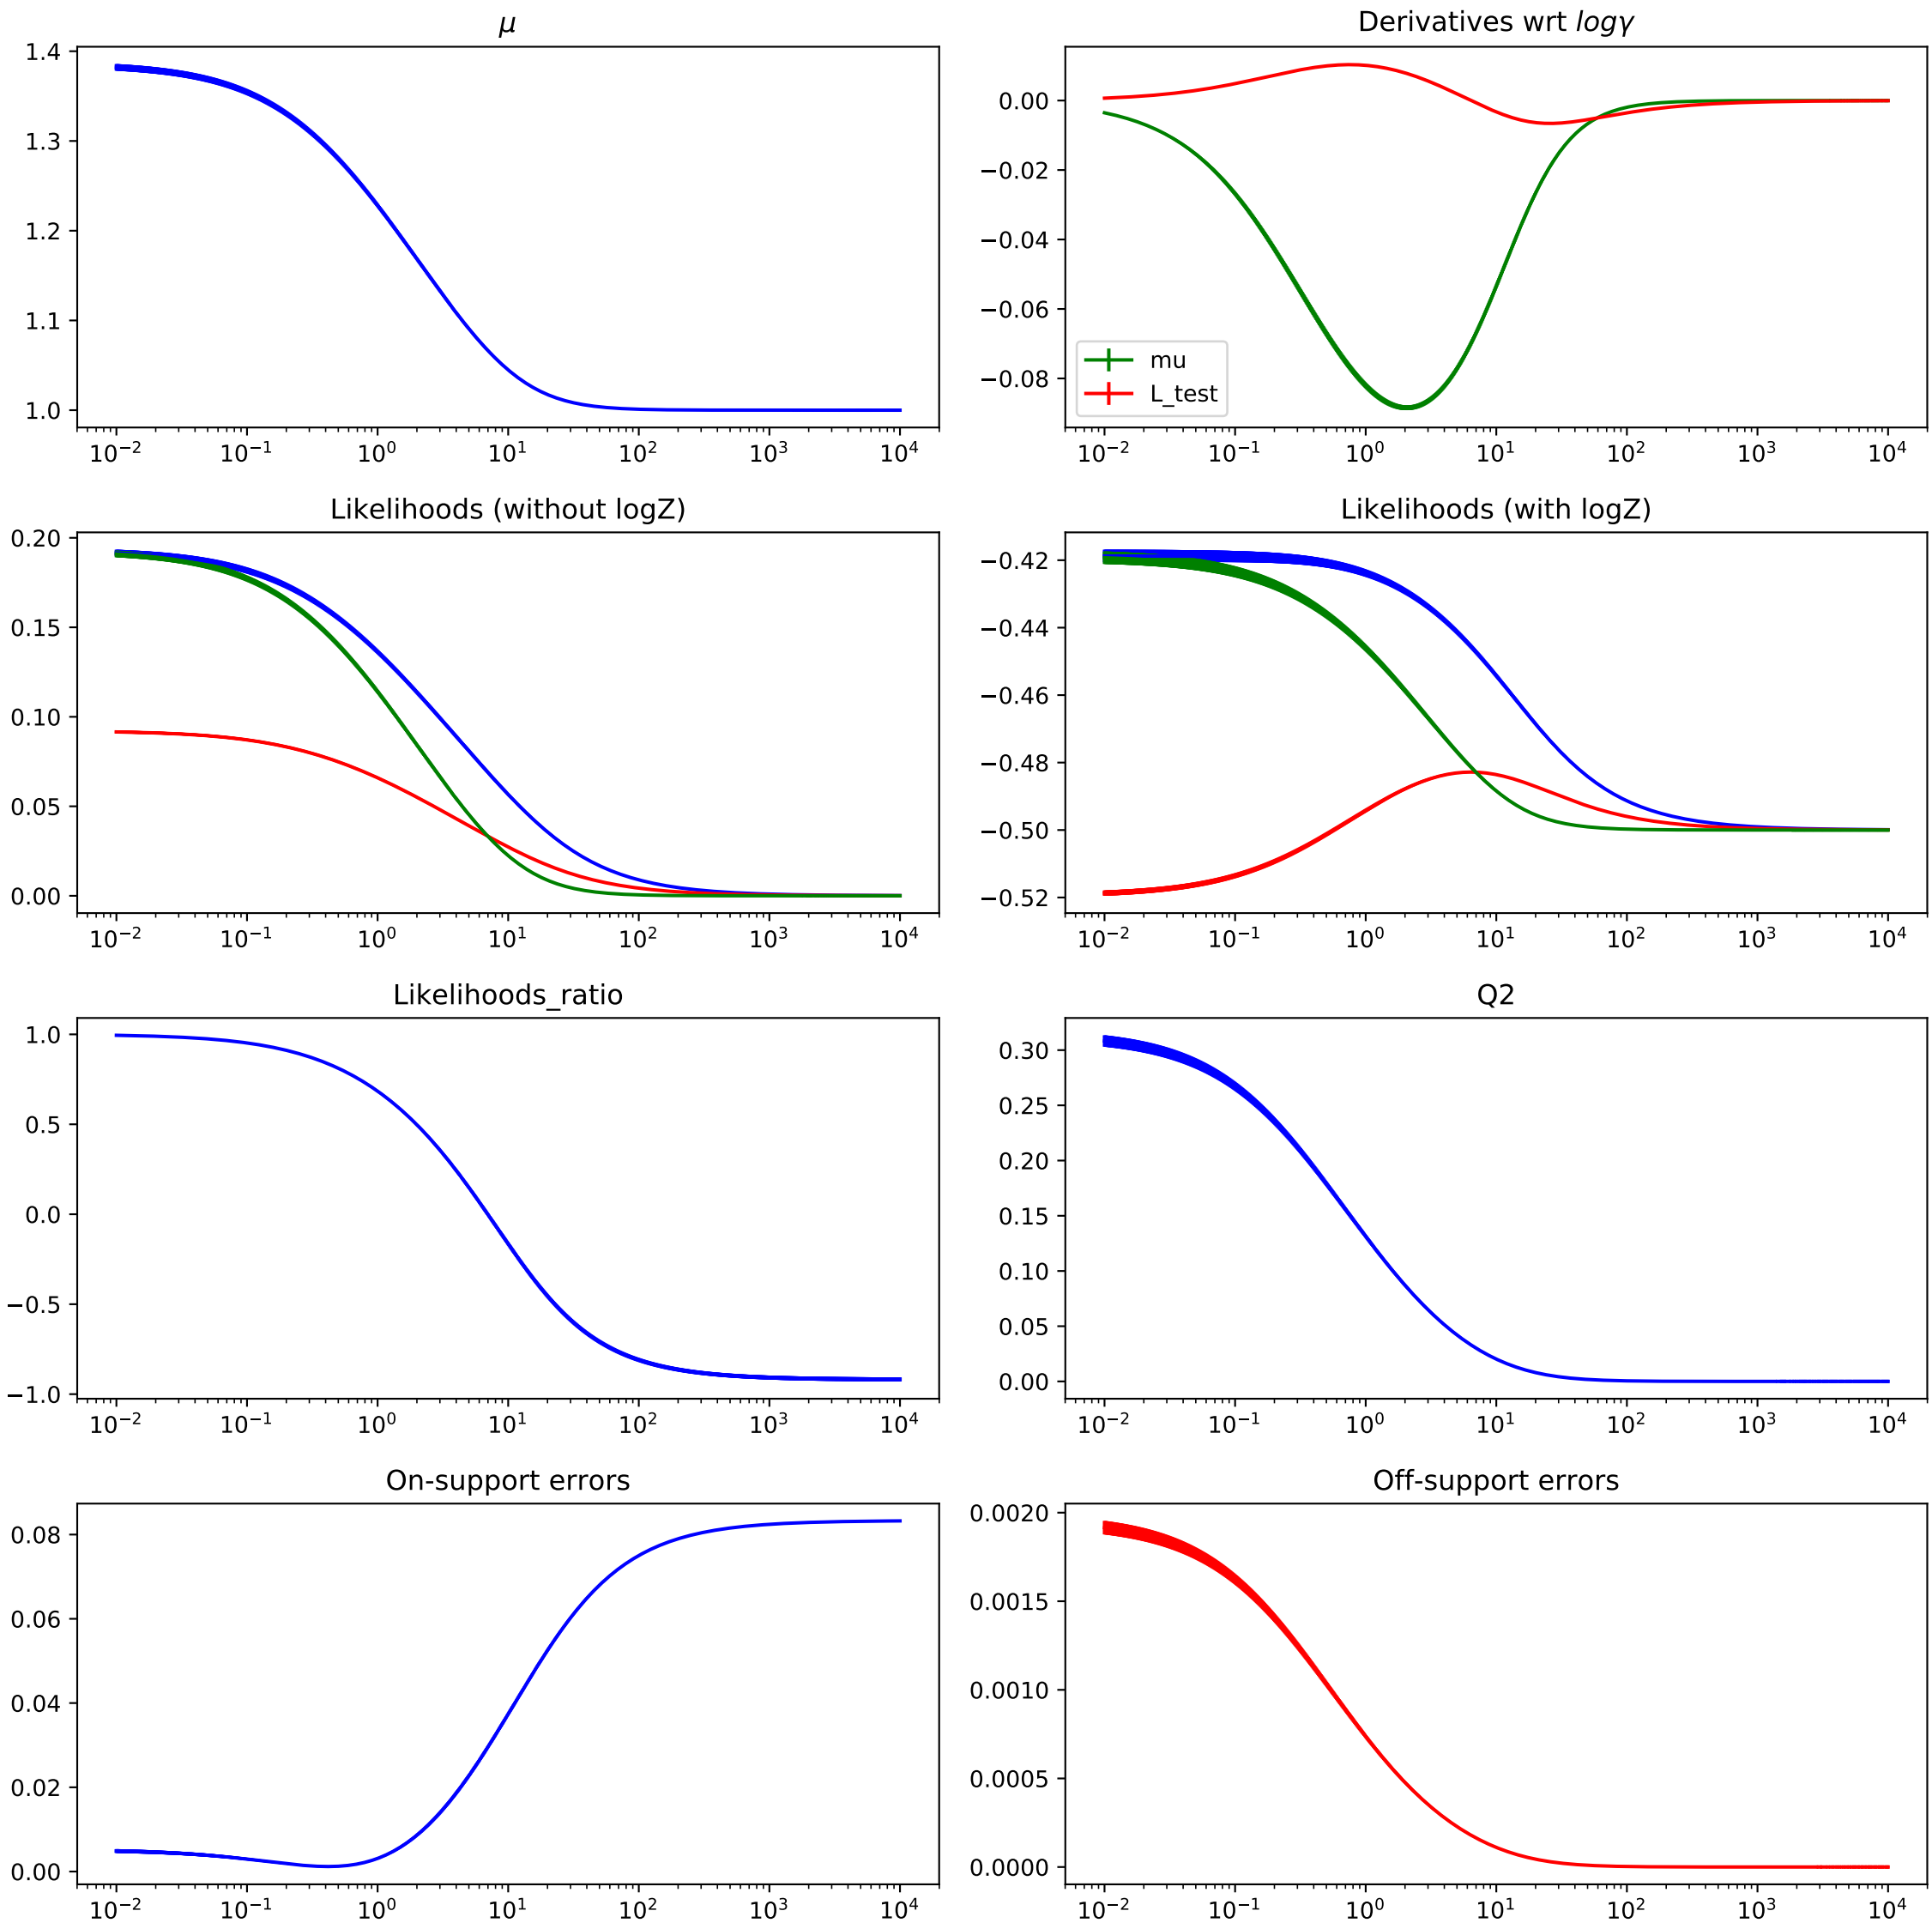 μ
1.4
1.3
1.2
1.1
1.0
10⁻² 10⁻¹ 10⁰ 10¹ 10² 10³ 10⁴
Derivatives wrt logγ
0.00
−0.02
−0.04
−0.06
−0.08
mu
L_test
10⁻² 10⁻¹ 10⁰ 10¹ 10² 10³ 10⁴
Likelihoods (without logZ)
0.20
0.15
0.10
0.05
0.00
10⁻² 10⁻¹ 10⁰ 10¹ 10² 10³ 10⁴
Likelihoods (with logZ)
−0.42
−0.44
−0.46
−0.48
−0.50
−0.52
10⁻² 10⁻¹ 10⁰ 10¹ 10² 10³ 10⁴
Likelihoods_ratio
1.0
0.5
0.0
−0.5
−1.0
10⁻² 10⁻¹ 10⁰ 10¹ 10² 10³ 10⁴
Q2
0.30
0.25
0.20
0.15
0.10
0.05
0.00
10⁻² 10⁻¹ 10⁰ 10¹ 10² 10³ 10⁴
On-support errors
0.08
0.06
0.04
0.02
0.00
10⁻² 10⁻¹ 10⁰ 10¹ 10² 10³ 10⁴
Off-support errors
0.0020
0.0015
0.0010
0.0005
0.0000
10⁻² 10⁻¹ 10⁰ 10¹ 10² 10³ 10⁴